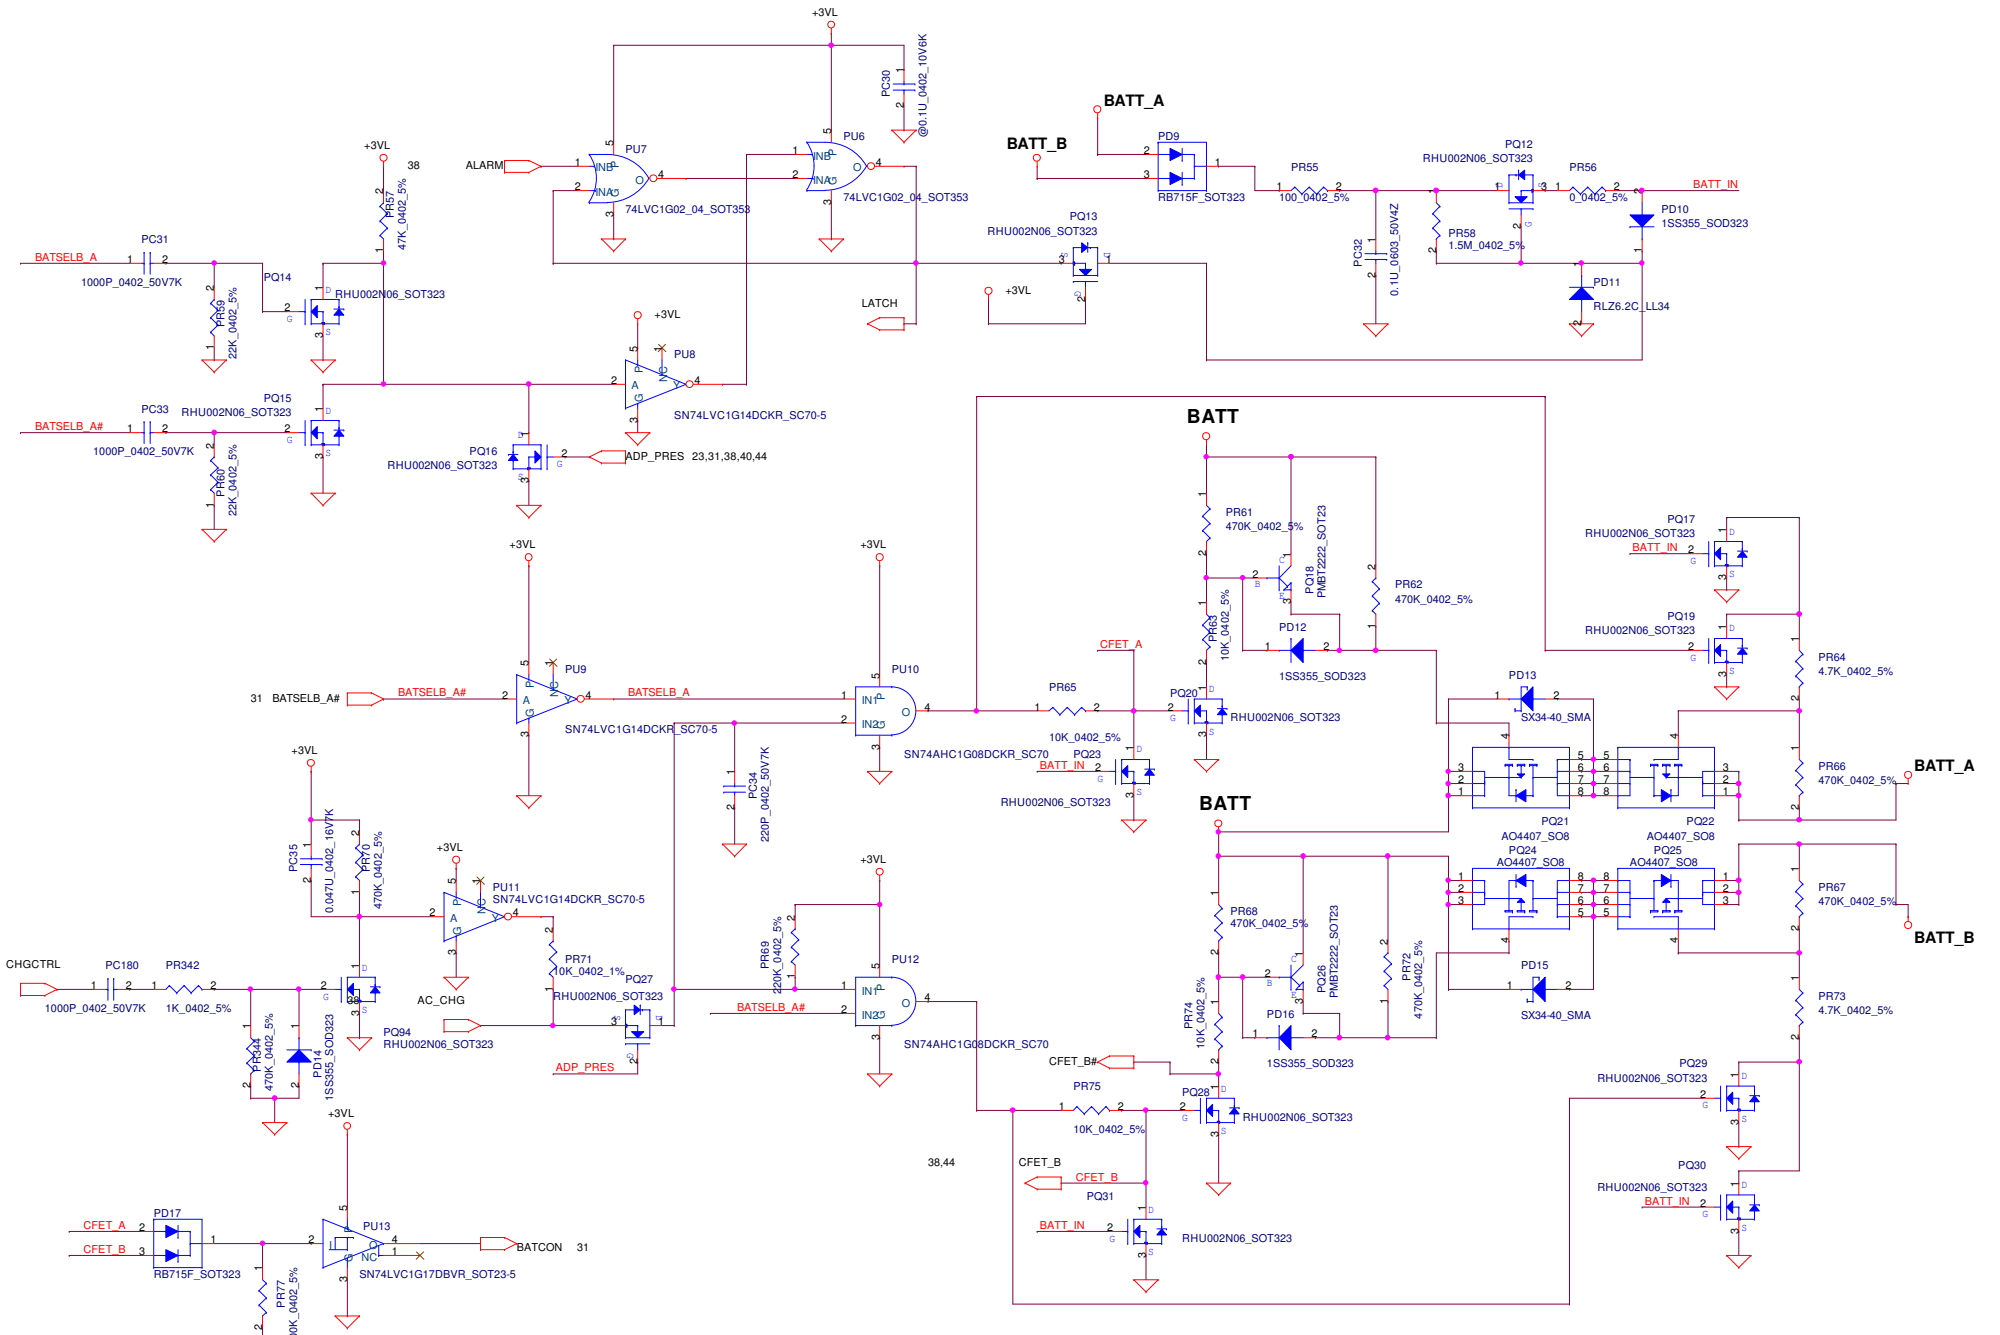 +3VL
PC30
@0.1U_0402_10V6K
BATT_A
BATT_B
PD9
RB715F_SOT323
PR55
100_0402_5%
PQ12
RHU002N06_SOT323
PR56
0_0402_5%
BATT_IN
PD10
1SS355_SOD323
PR58
1.5M_0402_5%
PC32
0.1U_0603_50V4Z
PD11
RLZ6.2C_LL34
ALARM
PU7
74LVC1G02_04_SOT353
PU6
74LVC1G02_04_SOT353
PQ13
RHU002N06_SOT323
+3VL
LATCH
+3VL
38
PR57
47K_0402_5%
BATSELB_A
PC31
1000P_0402_50V7K
PR59
22K_0402_5%
PQ14
RHU002N06_SOT323
BATSELB_A#
PC33
1000P_0402_50V7K
PR60
22K_0402_5%
PQ15
RHU002N06_SOT323
+3VL
PU8
SN74LVC1G14DCKR_SC70-5
PQ16
RHU002N06_SOT323
ADP_PRES 23,31,38,40,44
BATT
PR61
470K_0402_5%
PQ18
PMBT2222_SOT23
PR62
470K_0402_5%
PR63
10K_0402_5%
PD12
1SS355_SOD323
PQ17
RHU002N06_SOT323
BATT_IN
PQ19
RHU002N06_SOT323
PR64
4.7K_0402_5%
PR66
470K_0402_5%
BATT_A
+3VL
31 BATSELB_A#
BATSELB_A#
PU9
SN74LVC1G14DCKR_SC70-5
BATSELB_A
+3VL
PU10
SN74AHC1G08DCKR_SC70
PC34
220P_0402_50V7K
CFET_A
PR65
10K_0402_5%
PQ20
RHU002N06_SOT323
PQ23
BATT_IN
RHU002N06_SOT323
PD13
SX34-40_SMA
PQ21
AO4407_SO8
PQ22
AO4407_SO8
PQ24
AO4407_SO8
PQ25
AO4407_SO8
PD15
SX34-40_SMA
PR67
470K_0402_5%
BATT_B
PR73
4.7K_0402_5%
BATT
PR68
470K_0402_5%
PQ26
PMBT2222_SOT23
PR72
470K_0402_5%
PR74
10K_0402_5%
PD16
1SS355_SOD323
+3VL
PC35
0.047U_0402_16V7K
PR70
470K_0402_5%
+3VL
PU11
SN74LVC1G14DCKR_SC70-5
PR71
10K_0402_1%
PQ27
RHU002N06_SOT323
AC_CHG
ADP_PRES
CHGCTRL
PC180
1000P_0402_50V7K
PR342
1K_0402_5%
PR344
470K_0402_5%
PD14
1SS355_SOD323
38
PQ94
RHU002N06_SOT323
+3VL
PR69
220K_0402_5%
PU12
BATSELB_A#
SN74AHC1G08DCKR_SC70
CFET_B#
PR75
10K_0402_5%
PQ28
RHU002N06_SOT323
38,44
CFET_B
CFET_B
PQ31
BATT_IN
RHU002N06_SOT323
PQ29
RHU002N06_SOT323
PQ30
RHU002N06_SOT323
BATT_IN
+3VL
CFET_A
CFET_B
PD17
RB715F_SOT323
PR77
0K_0402_5%
PU13
SN74LVC1G17DBVR_SOT23-5
BATCON 31